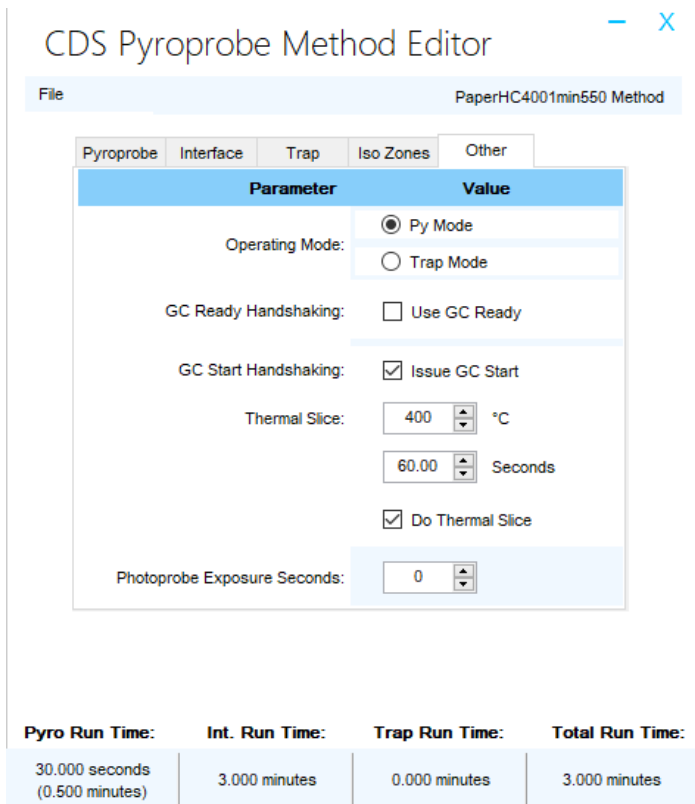 CDS Pyroprobe Method Editor
– X
File PaperHC4001min550 Method
Pyroprobe Interface Trap Iso Zones Other
Parameter Value
Operating Mode: Py Mode
Trap Mode
GC Ready Handshaking: Use GC Ready
GC Start Handshaking: Issue GC Start
Thermal Slice: 400 °C
60.00 Seconds
Do Thermal Slice
Photoprobe Exposure Seconds: 0
Pyro Run Time: Int. Run Time: Trap Run Time: Total Run Time:
30.000 seconds
(0.500 minutes) 3.000 minutes 0.000 minutes 3.000 minutes